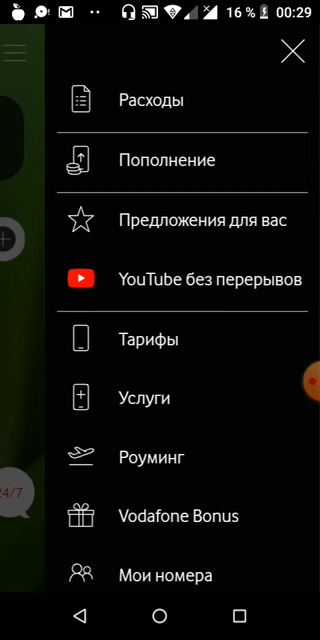 16 % 00:29
Расходы
Пополнение
Предложения для вас
YouTube без перерывов
Тарифы
Услуги
Роуминг
24/7
Vodafone Bonus
Мои номера